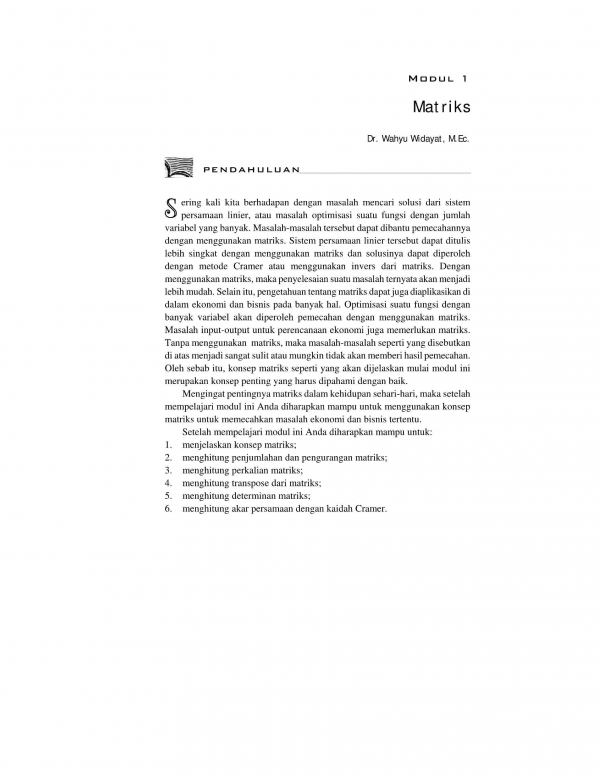 MODUL 1
Matriks
Dr. Wahyu Widayat, M.Ec.
PENDAHULUAN
Sering kali kita berhadapan dengan masalah mencari solusi dari sistem
persamaan linier, atau masalah optimisasi suatu fungsi dengan jumlah
variabel yang banyak. Masalah-masalah tersebut dapat dibantu pemecahannya
dengan menggunakan matriks. Sistem persamaan linier tersebut dapat ditulis
lebih singkat dengan menggunakan matriks dan solusinya dapat diperoleh
dengan metode Cramer atau menggunakan invers dari matriks. Dengan
menggunakan matriks, maka penyelesaian suatu masalah ternyata akan menjadi
lebih mudah. Selain itu, pengetahuan tentang matriks dapat juga diaplikasikan di
dalam ekonomi dan bisnis pada banyak hal. Optimisasi suatu fungsi dengan
banyak variabel akan diperoleh pemecahan dengan menggunakan matriks.
Masalah input-output untuk perencanaan ekonomi juga memerlukan matriks.
Tanpa menggunakan matriks, maka masalah-masalah seperti yang disebutkan
di atas menjadi sangat sulit atau mungkin tidak akan memberi hasil pemecahan.
Oleh sebab itu, konsep matriks seperti yang akan dijelaskan mulai modul ini
merupakan konsep penting yang harus dipahami dengan baik.
Mengingat pentingnya matriks dalam kehidupan sehari-hari, maka setelah
mempelajari modul ini Anda diharapkan mampu untuk menggunakan konsep
matriks untuk memecahkan masalah ekonomi dan bisnis tertentu.
Setelah mempelajari modul ini Anda diharapkan mampu untuk:
1. menjelaskan konsep matriks;
2. menghitung penjumlahan dan pengurangan matriks;
3. menghitung perkalian matriks;
4. menghitung transpose dari matriks;
5. menghitung determinan matriks;
6. menghitung akar persamaan dengan kaidah Cramer.